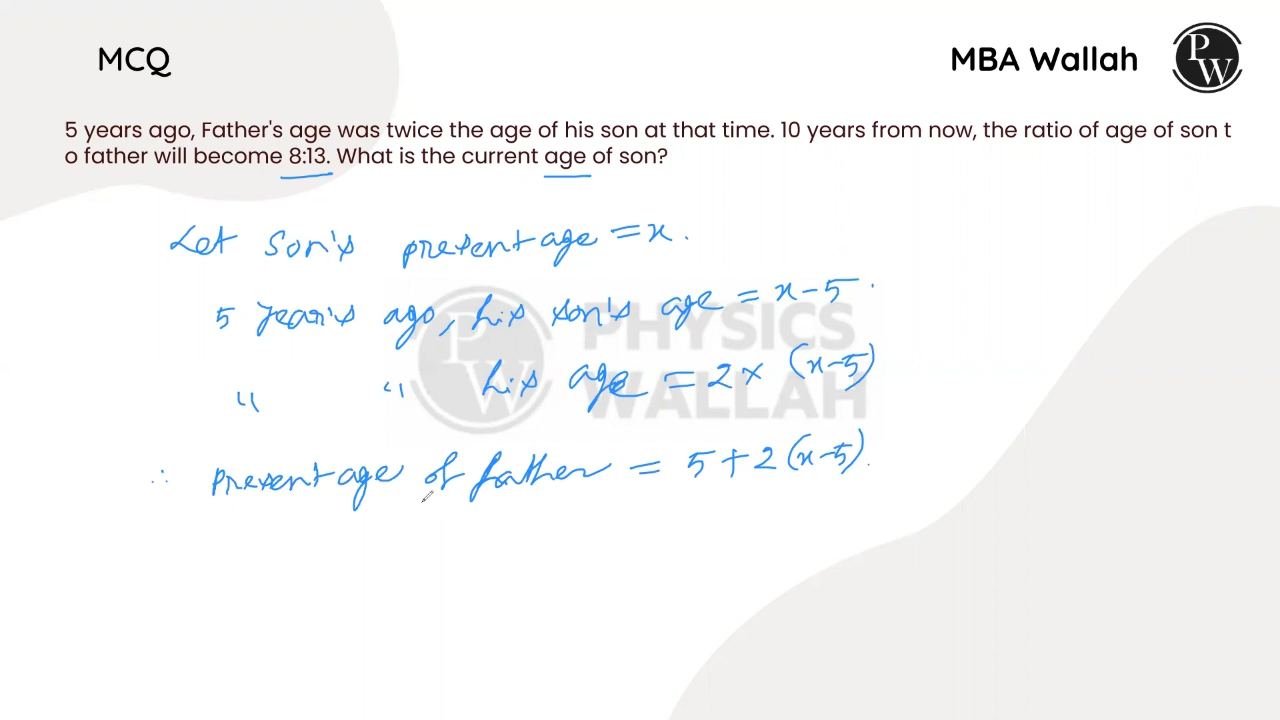 MCQ
MBA Wallah
PW
5 years ago, Father's age was twice the age of his son at that time. 10 years from now, the ratio of age of son t
o father will become 8:13. What is the current age of son?
Let Son's present age = x.
5 year's ago, his son's age = x-5.
" " his age = 2 × (x-5)
∴ present age of father = 5+2(x-5).
PW PHYSICS
WALLAH